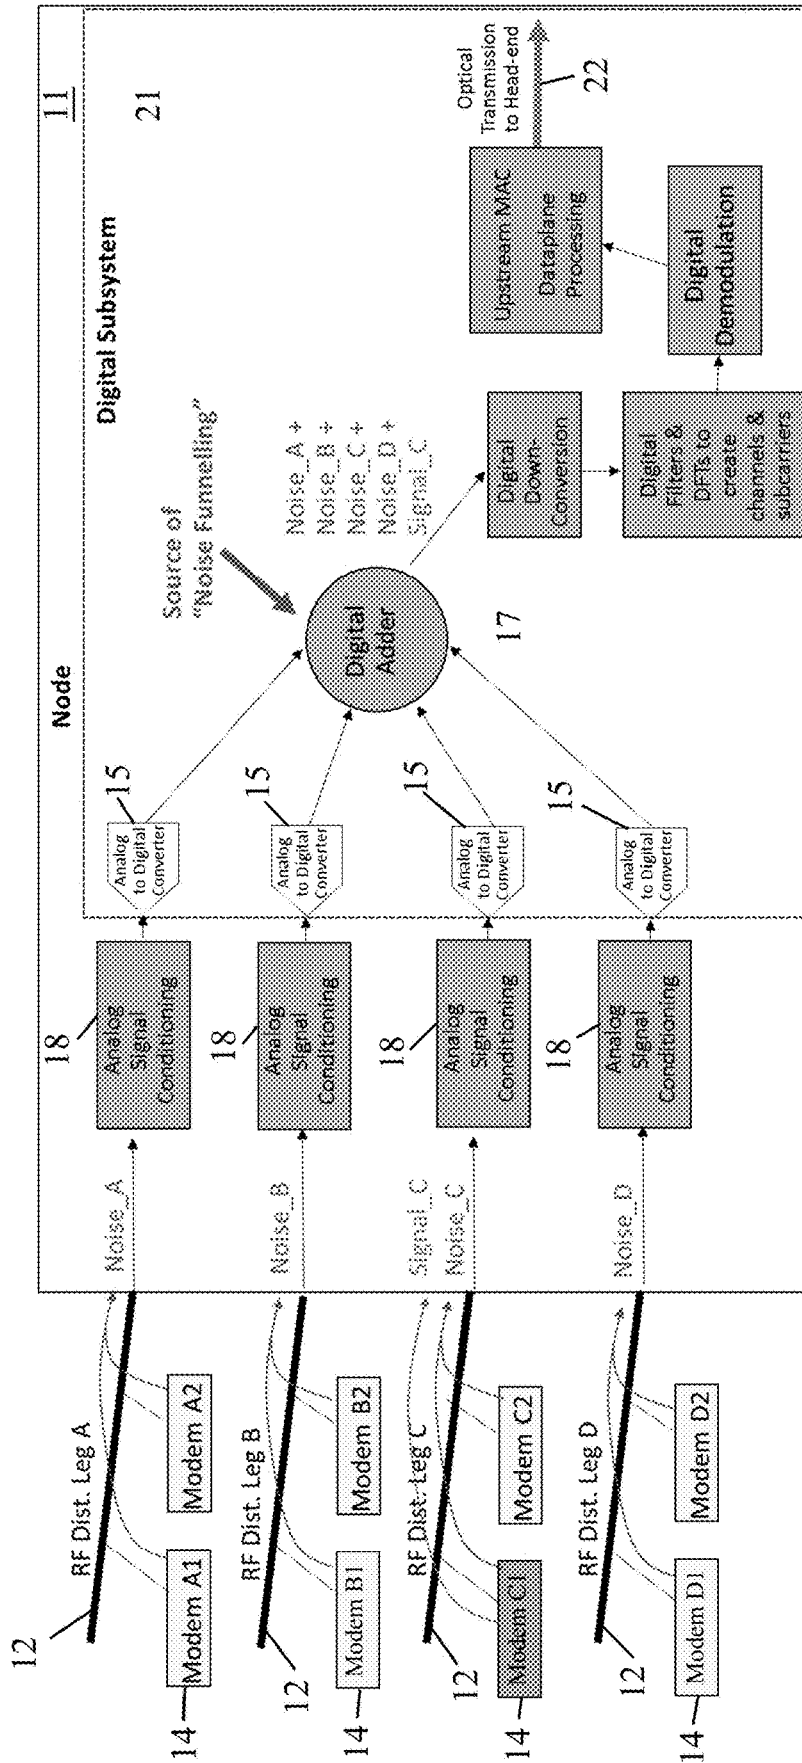 11
Node
Digital Subsystem
21
12
RF Dist. Leg A
Modem A1
Modem A2
14
Noise_A
18
Analog
Signal
Conditioning
Analog
to Digital
Converter
15
12
RF Dist. Leg B
Modem B1
Modem B2
14
Noise_B
18
Analog
Signal
Conditioning
Analog
to Digital
Converter
15
12
RF Dist. Leg C
Modem C1
Modem C2
14
Signal_C
Noise_C
18
Analog
Signal
Conditioning
Analog
to Digital
Converter
15
12
RF Dist. Leg D
Modem D1
Modem D2
14
Noise_D
18
Analog
Signal
Conditioning
Analog
to Digital
Converter
15
Source of
"Noise Funnelling"
Digital
Adder
17
Noise_A +
Noise_B +
Noise_C +
Noise_D +
Signal_C
Digital
Down-
Conversion
Digital
Filters &
DFTs to
create
channels &
subcarriers
Digital
Demodulation
Upstream MAC
Dataplane
Processing
Optical
Transmission
to Head-end
22